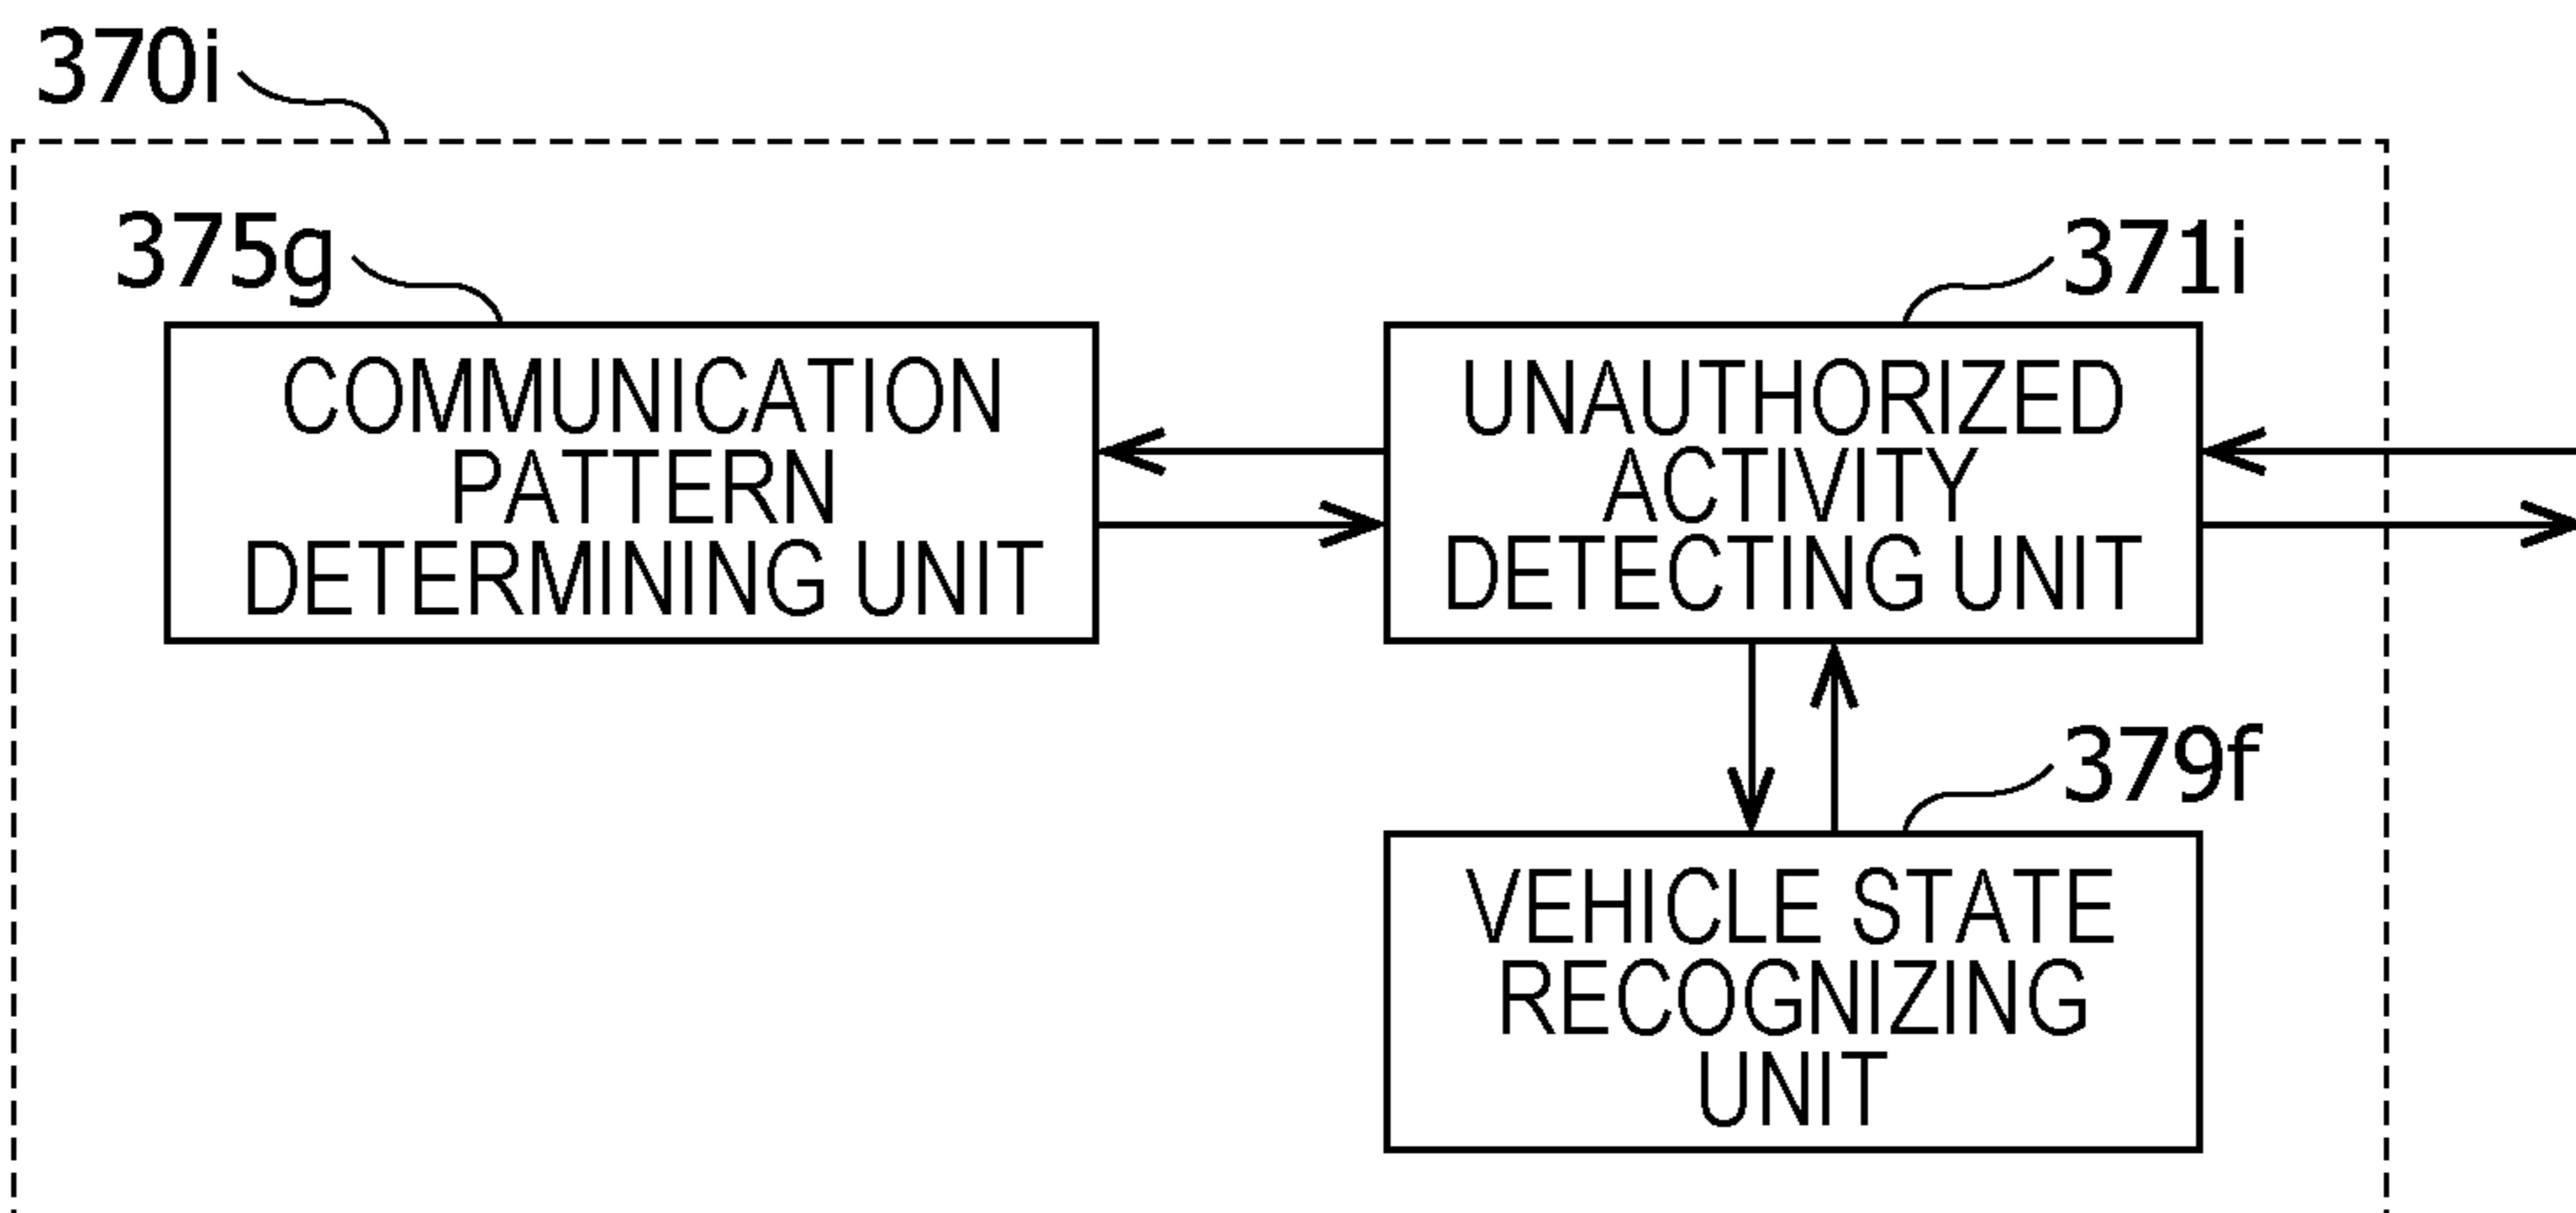 370i
375g
COMMUNICATION
PATTERN
DETERMINING UNIT
371i
UNAUTHORIZED
ACTIVITY
DETECTING UNIT
379f
VEHICLE STATE
RECOGNIZING
UNIT